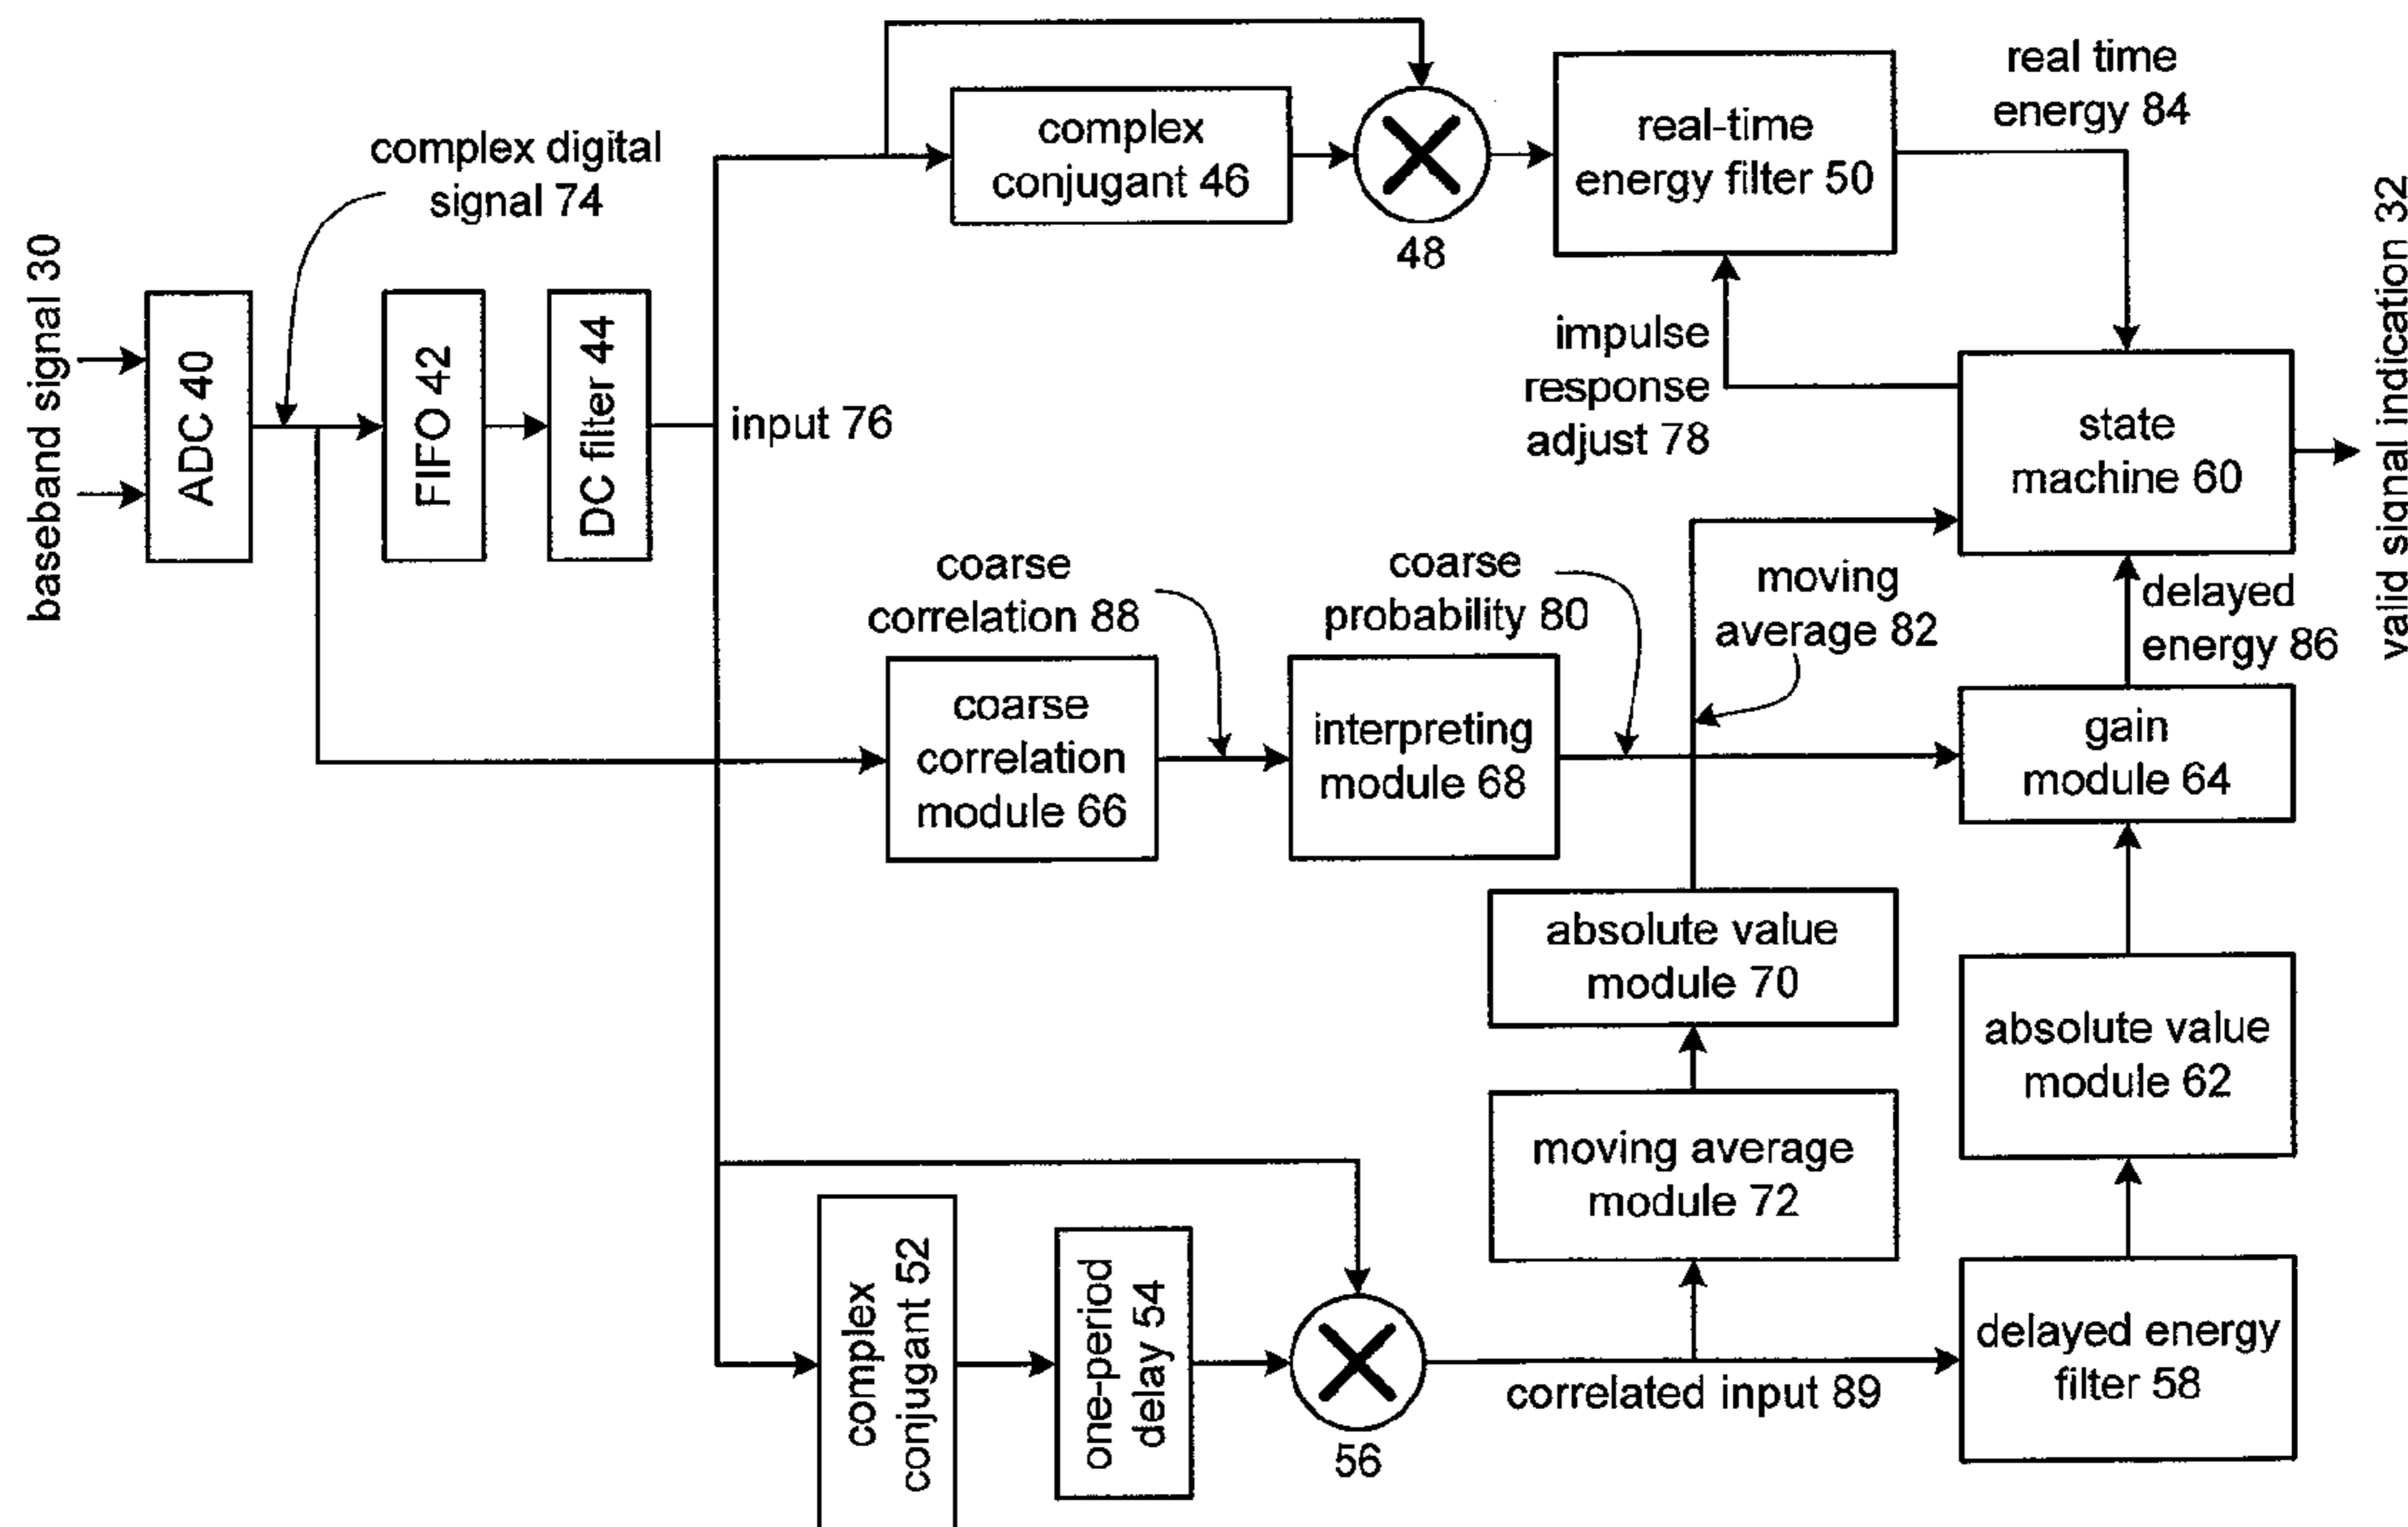 real time
energy 84
complex digital
signal 74
complex
conjugant 46
real-time
energy filter 50
48
baseband signal 30
ADC 40
FIFO 42
DC filter 44
input 76
impulse
response
adjust 78
state
machine 60
valid signal indication 32
coarse
correlation 88
coarse
probability 80
moving
average 82
delayed
energy 86
coarse
correlation
module 66
interpreting
module 68
gain
module 64
absolute value
module 70
absolute value
module 62
moving average
module 72
complex
conjugant 52
one-period
delay 54
56
correlated input 89
delayed energy
filter 58